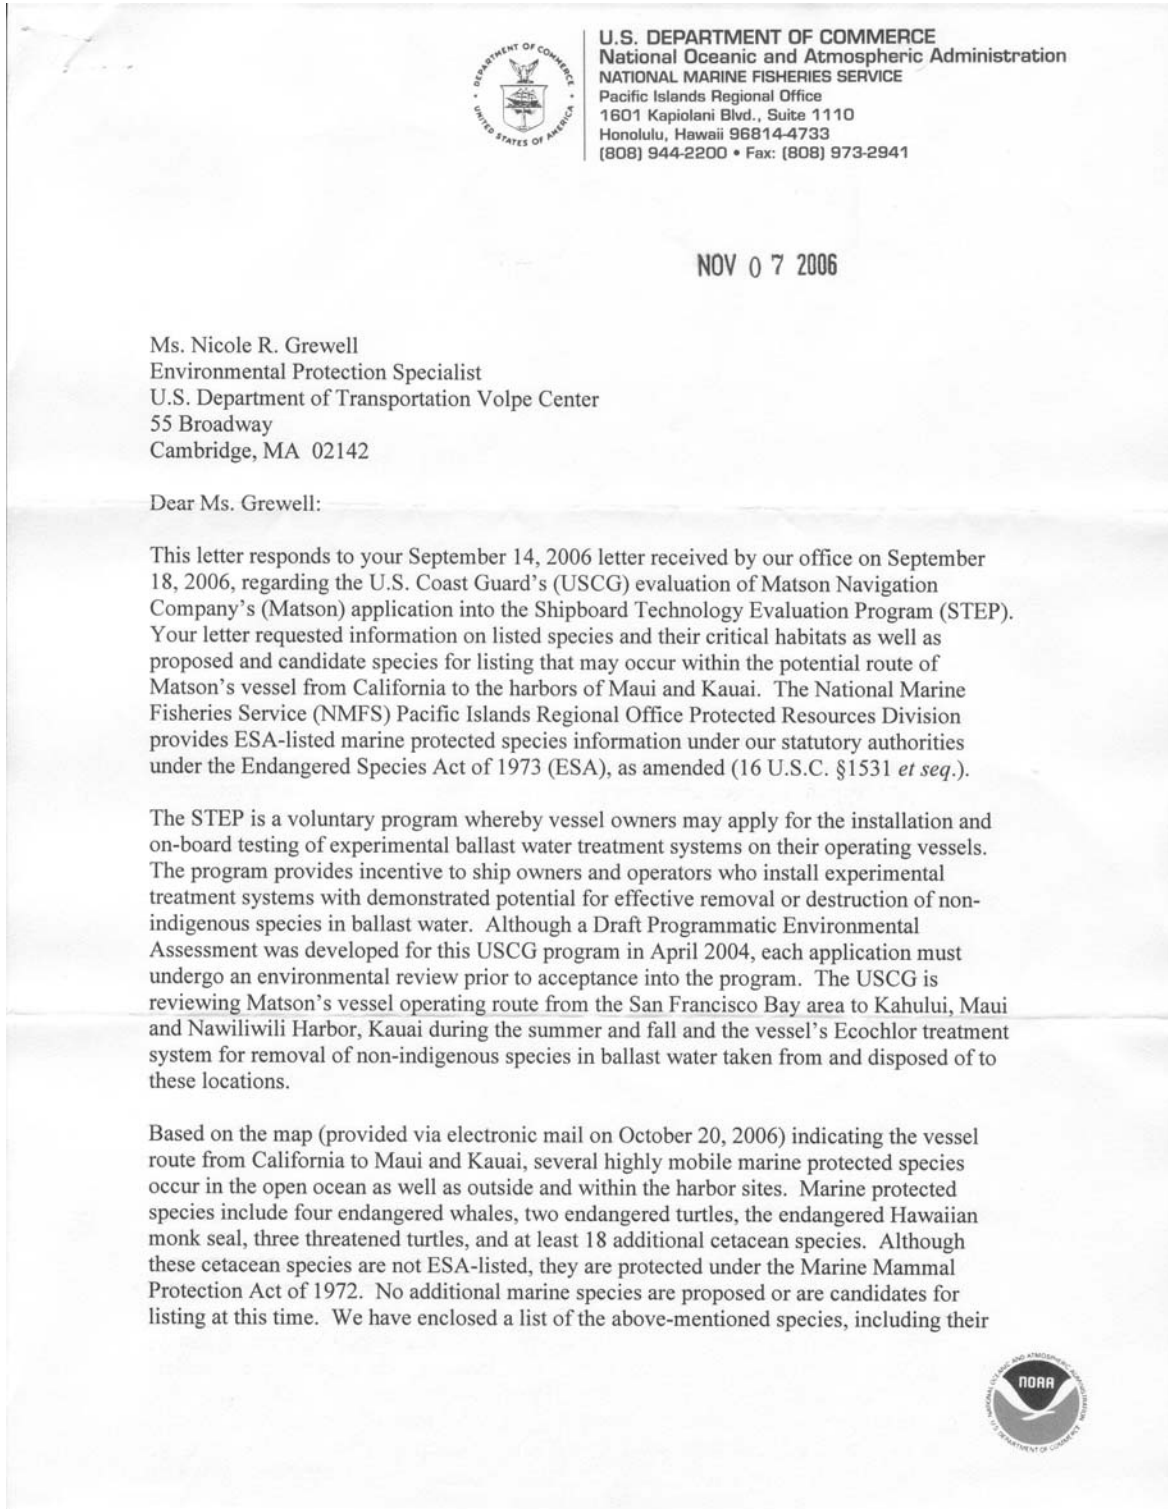 U.S. DEPARTMENT OF COMMERCE
National Oceanic and Atmospheric Administration
NATIONAL MARINE FISHERIES SERVICE
Pacific Islands Regional Office
1601 Kapiolani Blvd., Suite 1110
Honolulu, Hawaii 96814-4733
(808) 944-2200 • Fax: (808) 973-2941
DEPARTMENT OF COMMERCE
UNITED STATES OF AMERICA
NOV 07 2006
Ms. Nicole R. Grewell
Environmental Protection Specialist
U.S. Department of Transportation Volpe Center
55 Broadway
Cambridge, MA 02142
Dear Ms. Grewell:
This letter responds to your September 14, 2006 letter received by our office on September
18, 2006, regarding the U.S. Coast Guard's (USCG) evaluation of Matson Navigation
Company's (Matson) application into the Shipboard Technology Evaluation Program (STEP).
Your letter requested information on listed species and their critical habitats as well as
proposed and candidate species for listing that may occur within the potential route of
Matson's vessel from California to the harbors of Maui and Kauai. The National Marine
Fisheries Service (NMFS) Pacific Islands Regional Office Protected Resources Division
provides ESA-listed marine protected species information under our statutory authorities
under the Endangered Species Act of 1973 (ESA), as amended (16 U.S.C. §1531 et seq.).
The STEP is a voluntary program whereby vessel owners may apply for the installation and
on-board testing of experimental ballast water treatment systems on their operating vessels.
The program provides incentive to ship owners and operators who install experimental
treatment systems with demonstrated potential for effective removal or destruction of non-
indigenous species in ballast water. Although a Draft Programmatic Environmental
Assessment was developed for this USCG program in April 2004, each application must
undergo an environmental review prior to acceptance into the program. The USCG is
reviewing Matson's vessel operating route from the San Francisco Bay area to Kahului, Maui
and Nawiliwili Harbor, Kauai during the summer and fall and the vessel's Ecochlor treatment
system for removal of non-indigenous species in ballast water taken from and disposed of to
these locations.
Based on the map (provided via electronic mail on October 20, 2006) indicating the vessel
route from California to Maui and Kauai, several highly mobile marine protected species
occur in the open ocean as well as outside and within the harbor sites. Marine protected
species include four endangered whales, two endangered turtles, the endangered Hawaiian
monk seal, three threatened turtles, and at least 18 additional cetacean species. Although
these cetacean species are not ESA-listed, they are protected under the Marine Mammal
Protection Act of 1972. No additional marine species are proposed or are candidates for
listing at this time. We have enclosed a list of the above-mentioned species, including their
NATIONAL OCEANIC AND ATMOSPHERIC ADMINISTRATION
NOAA
U.S. DEPARTMENT OF COMMERCE